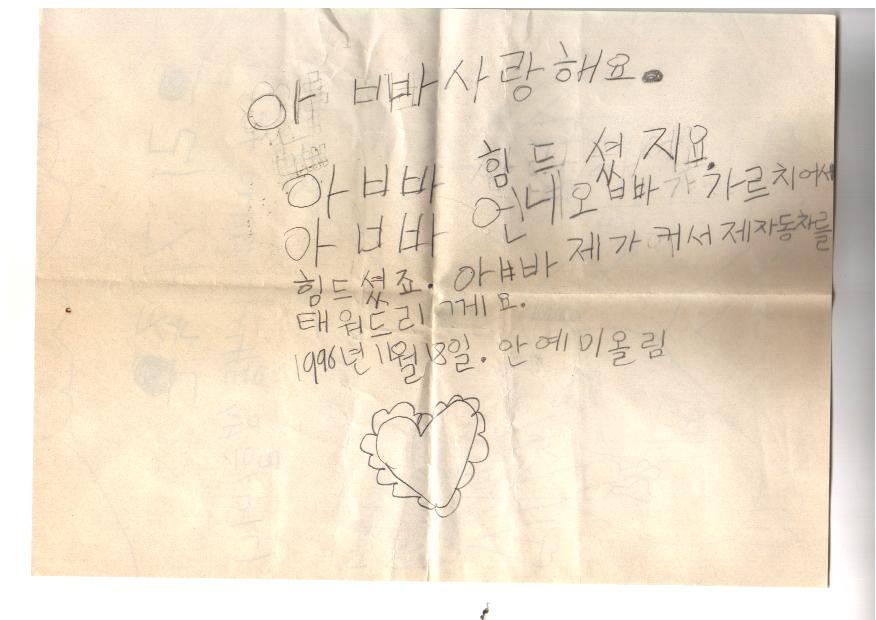 아빠사랑해요.
아빠 힘드셨지요.
아빠 언니오빠가 가르치어서
힘드셨죠. 아빠 제가 커서 제자동차를
태워드리께요.
1996년 11월 18일. 안예미올림